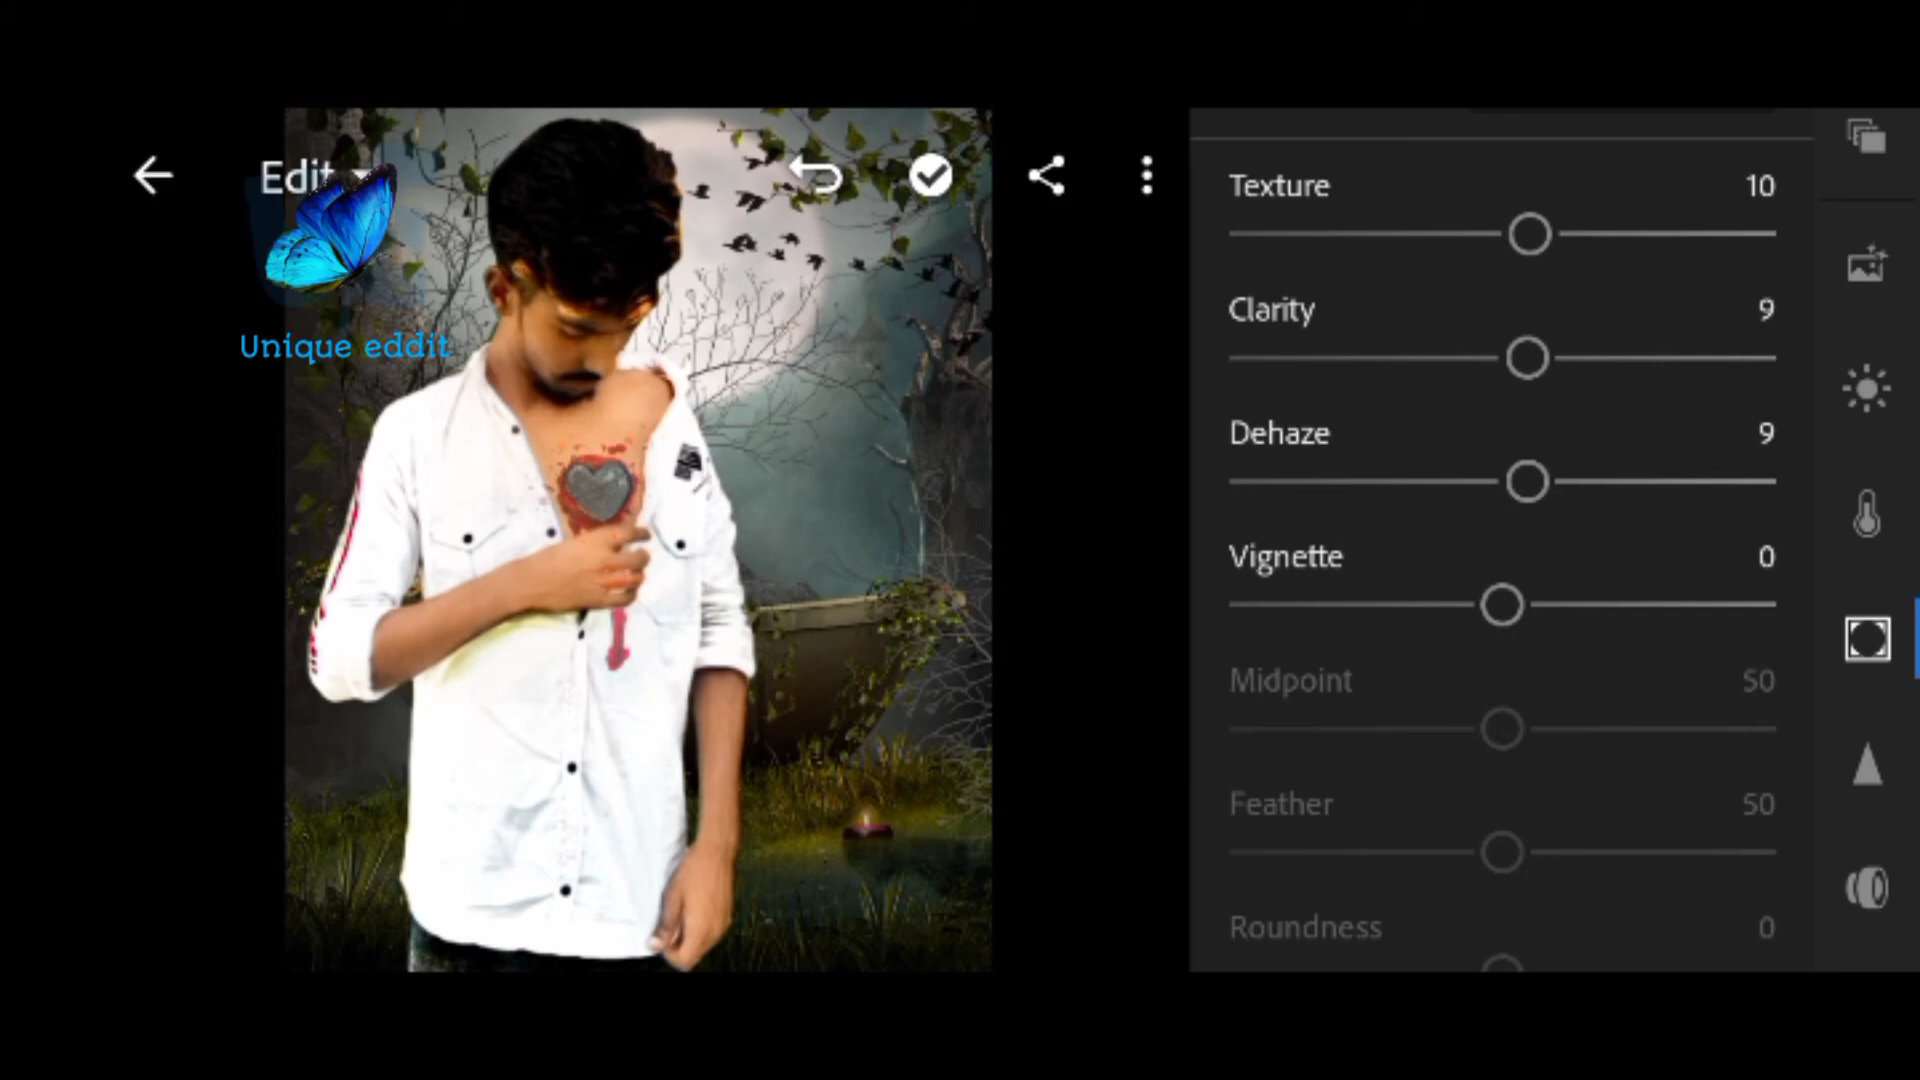 Edit
Unique eddit
Texture 10
Clarity 9
Dehaze 9
Vignette 0
Midpoint 50
Feather 50
Roundness 0